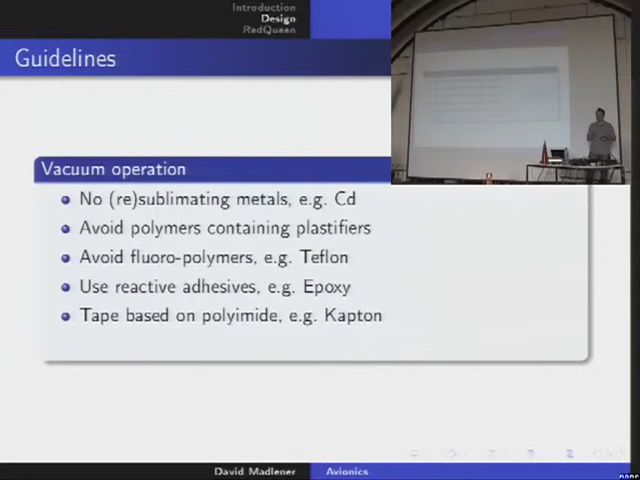 Introduction
Design
RedQueen
Guidelines
Vacuum operation
No (re)sublimating metals, e.g. Cd
Avoid polymers containing plastifiers
Avoid fluoro-polymers, e.g. Teflon
Use reactive adhesives, e.g. Epoxy
Tape based on polyimide, e.g. Kapton
David Madlener
Avionics